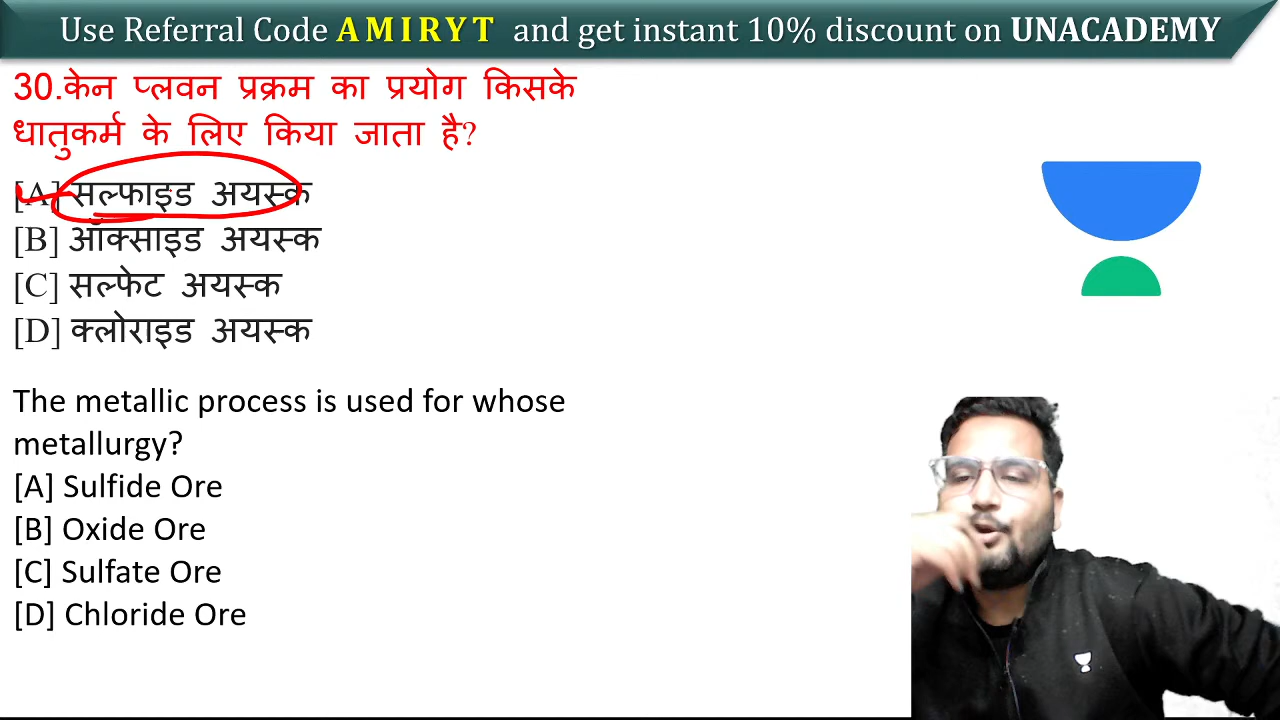 Use Referral Code AMIRYT and get instant 10% discount on UNACADEMY
30.केन प्लवन प्रक्रम का प्रयोग किसके
धातुकर्म के लिए किया जाता है?
[A] सल्फाइड अयस्क
[B] ऑक्साइड अयस्क
[C] सल्फेट अयस्क
[D] क्लोराइड अयस्क
The metallic process is used for whose
metallurgy?
[A] Sulfide Ore
[B] Oxide Ore
[C] Sulfate Ore
[D] Chloride Ore